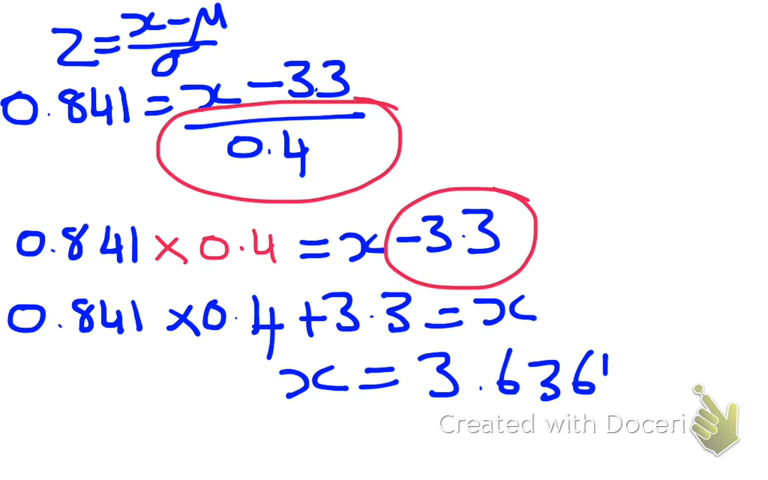 Z = x - μ / σ
0.841 = x - 3.3 / 0.4
0.841 × 0.4 = x - 3.3
0.841 × 0.4 + 3.3 = x
x = 3.636
Created with Doceri